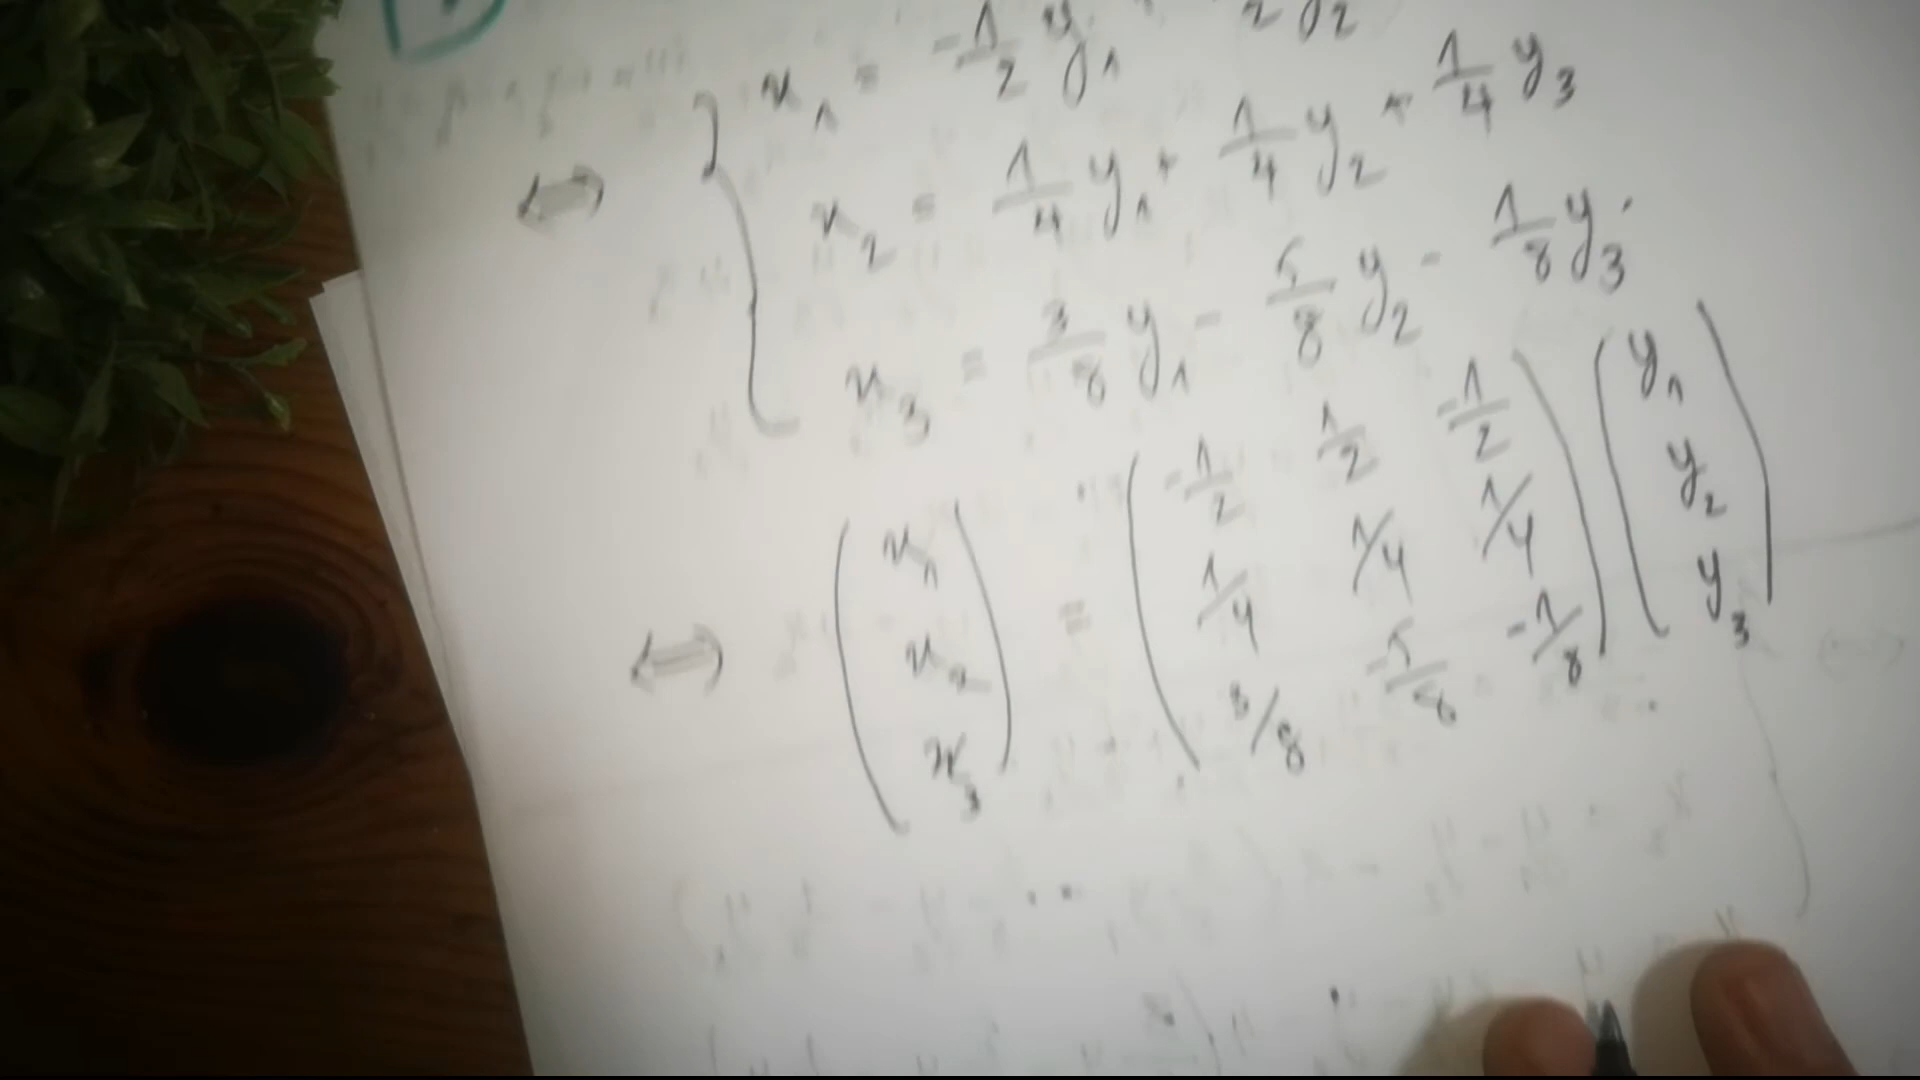 x₁ = -1/2 y₁ + 1/2 y₂
⟺ { x₂ = 1/4 y₁ + 1/4 y₂ + 1/4 y₃
x₃ = 3/8 y₁ - 5/8 y₂ - 1/8 y₃
⟺ ( x₁ ) = ( -1/2 1/2 -1/2 ) ( y₁ )
( x₂ ) ( 1/4 1/4 1/4 ) ( y₂ )
( x₃ ) ( 3/8 -5/8 -1/8 ) ( y₃ )